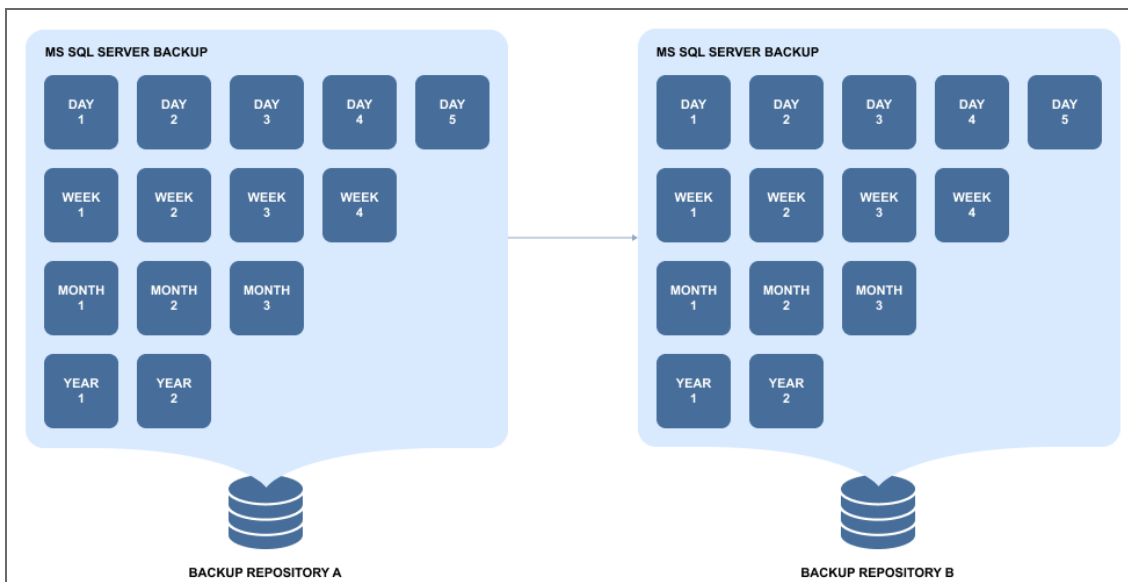 MS SQL SERVER BACKUP
DAY
1
DAY
2
DAY
3
DAY
4
DAY
5
WEEK
1
WEEK
2
WEEK
3
WEEK
4
MONTH
1
MONTH
2
MONTH
3
YEAR
1
YEAR
2
BACKUP REPOSITORY A
MS SQL SERVER BACKUP
DAY
1
DAY
2
DAY
3
DAY
4
DAY
5
WEEK
1
WEEK
2
WEEK
3
WEEK
4
MONTH
1
MONTH
2
MONTH
3
YEAR
1
YEAR
2
BACKUP REPOSITORY B